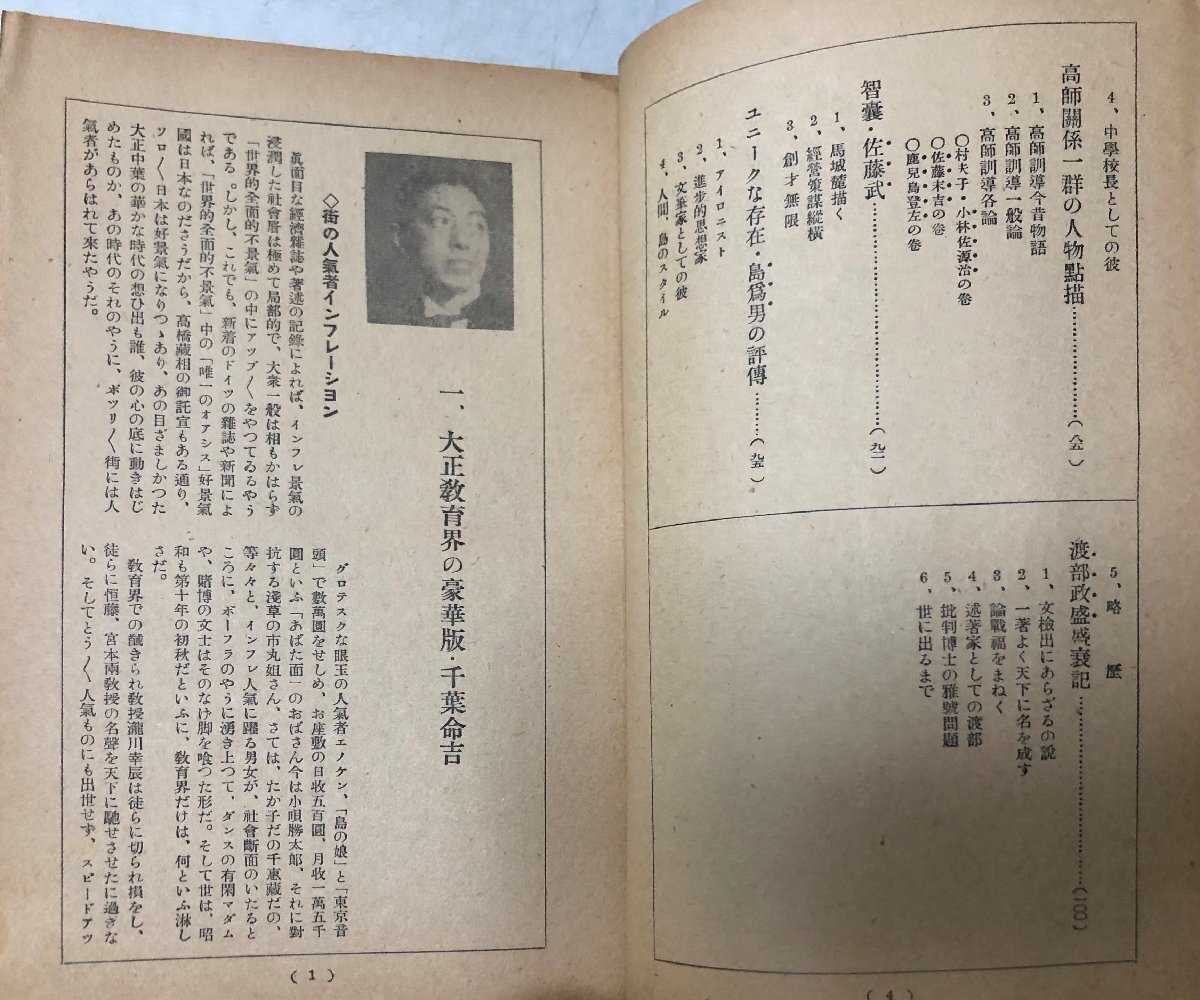 4、中學校長としての彼
高師關係一群の人物點描……………………(八五)
1、高師訓導今昔物語
2、高師訓導一般論
3、高師訓導各論
○村夫子・小林佐源治の卷
○佐藤末吉の卷
○鹿兒島登左の卷
智囊・佐藤武……………………(九一)
1、馬城を描く
2、經營策謀縱橫
3、創才無限
ユニークな存在・島爲男の評傳………(九五)
1、アイロニスト
2、進步的思想家
3、文筆家としての彼
4、人間、島のスタイル
5、略 歷
渡部政盛盛衰記……………………(一〇〇)
1、文檢出にあらざるの說
2、一著よく天下に名を成す
3、論戰福をまねく
4、述著家としての渡部
5、批判博士の雅號問題
6、世に出るまで
(4)
一、大正敎育界の豪華版・千葉命吉
◇街の人氣者インフレーション
眞面目な經濟雜誌や著述の記錄によれば、インフレ景氣の
浸潤した社會層は極めて局部的で、大衆一般は相もかはらず
「世界的全面的不景氣」の中にアツプ〱をやつてゐるやう
である。しかし、これでも、新着のドイツの雜誌や新聞によ
れば、「世界的全面的不景氣」中の「唯一のオアシス」好景氣
國は日本なのださうだから、高橋藏相の御託宣もある通り、
ソロ〱日本は好景氣になりつゝあり、あの目ざましかつた
大正中葉の華かな時代の想ひ出も誰、彼の心の底に動きはじ
めたものか、あの時代のそれのやうに、ポツリ〱街には人
氣者があらはれて來たやうだ。
グロテスクな眼玉の人氣者エノケン、「島の娘」と「東京音
頭」で數萬圓をせしめ、お座敷の日收五百圓、月收一萬五千
圓といふ「あばた面」のおばさん今は小唄勝太郎、それに對
抗する淺草の市丸姐さん、さては、たか子だの千惠藏だの、
等々々と、インフレ人氣に躍る男女が、社會斷面のいたると
ころに、ボーフラのやうに湧き上つて、ダンスの有閑マダム
や、賭博の文士はそのなけ脚を喰つた形だ。そして世は、昭
和も第十年の初秋だといふに、敎育界だけは、何といふ淋し
さだ。
敎育界での馘きられ敎授瀧川幸辰は徒らに切られ損をし、
徒らに恒藤、宮本兩敎授の名聲を天下に馳せさせたに過ぎな
い。そしてとう〱人氣ものにも出世せず、スピードアツ
(1)